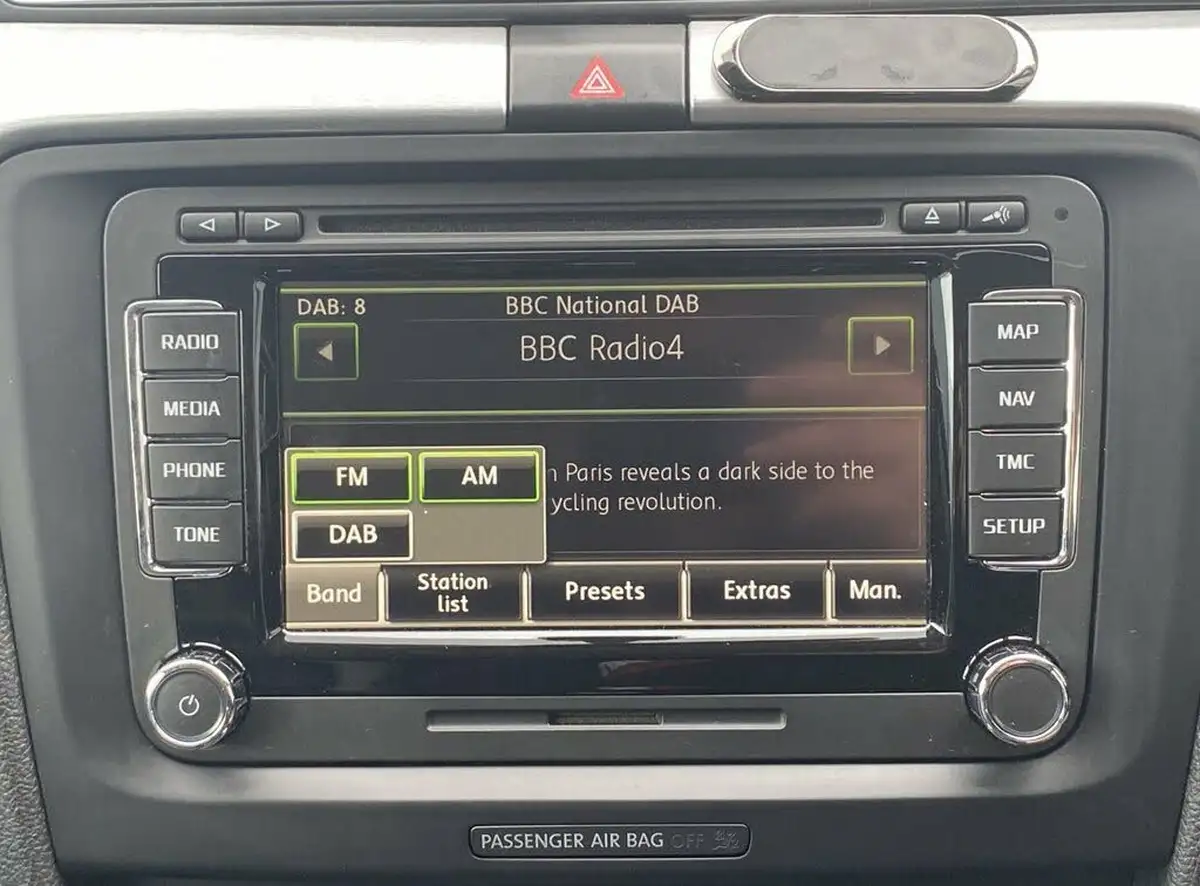 DAB: 8
BBC National DAB
BBC Radio4
RADIO
MEDIA
PHONE
TONE
MAP
NAV
TMC
SETUP
FM
AM
DAB
Paris reveals a dark side to the
ycling revolution.
Band
Station
list
Presets
Extras
Man.
PASSENGER AIR BAG OFF